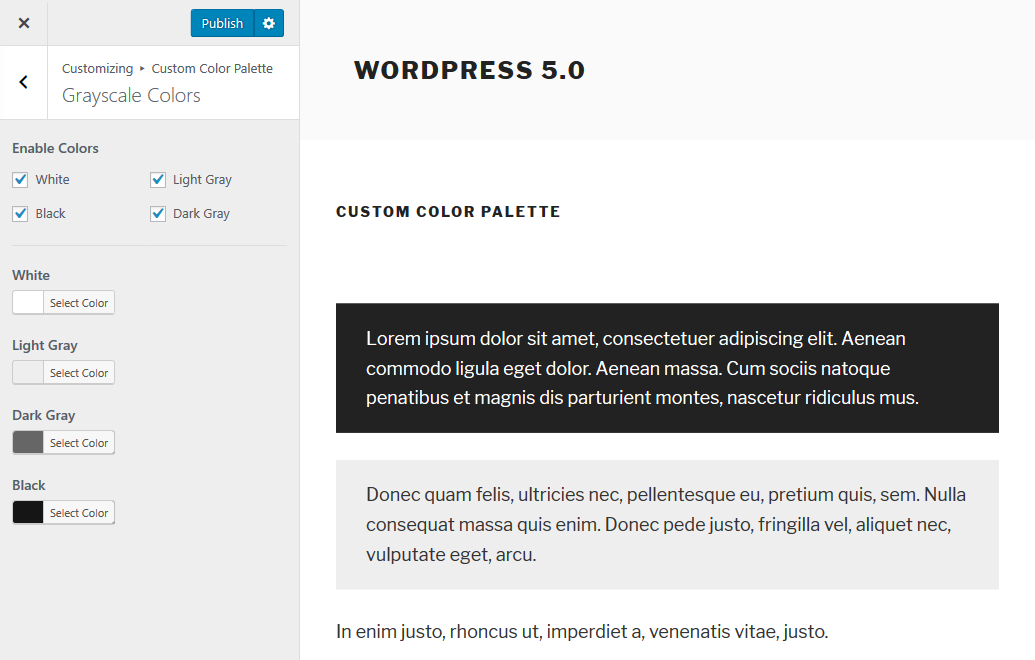 Publish
Customizing ▸ Custom Color Palette
Grayscale Colors
Enable Colors
White
Light Gray
Black
Dark Gray
White
Select Color
Light Gray
Select Color
Dark Gray
Select Color
Black
Select Color
WORDPRESS 5.0
CUSTOM COLOR PALETTE
Lorem ipsum dolor sit amet, consectetuer adipiscing elit. Aenean
commodo ligula eget dolor. Aenean massa. Cum sociis natoque
penatibus et magnis dis parturient montes, nascetur ridiculus mus.
Donec quam felis, ultricies nec, pellentesque eu, pretium quis, sem. Nulla
consequat massa quis enim. Donec pede justo, fringilla vel, aliquet nec,
vulputate eget, arcu.
In enim justo, rhoncus ut, imperdiet a, venenatis vitae, justo.